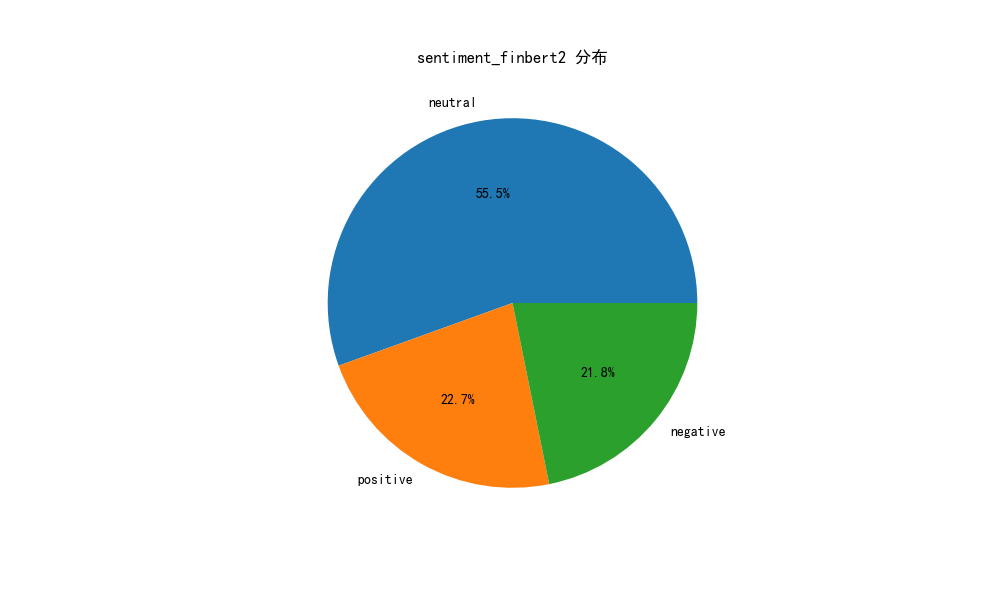 sentiment_finbert2 分布
neutral
55.5%
21.8%
22.7%
negative
positive